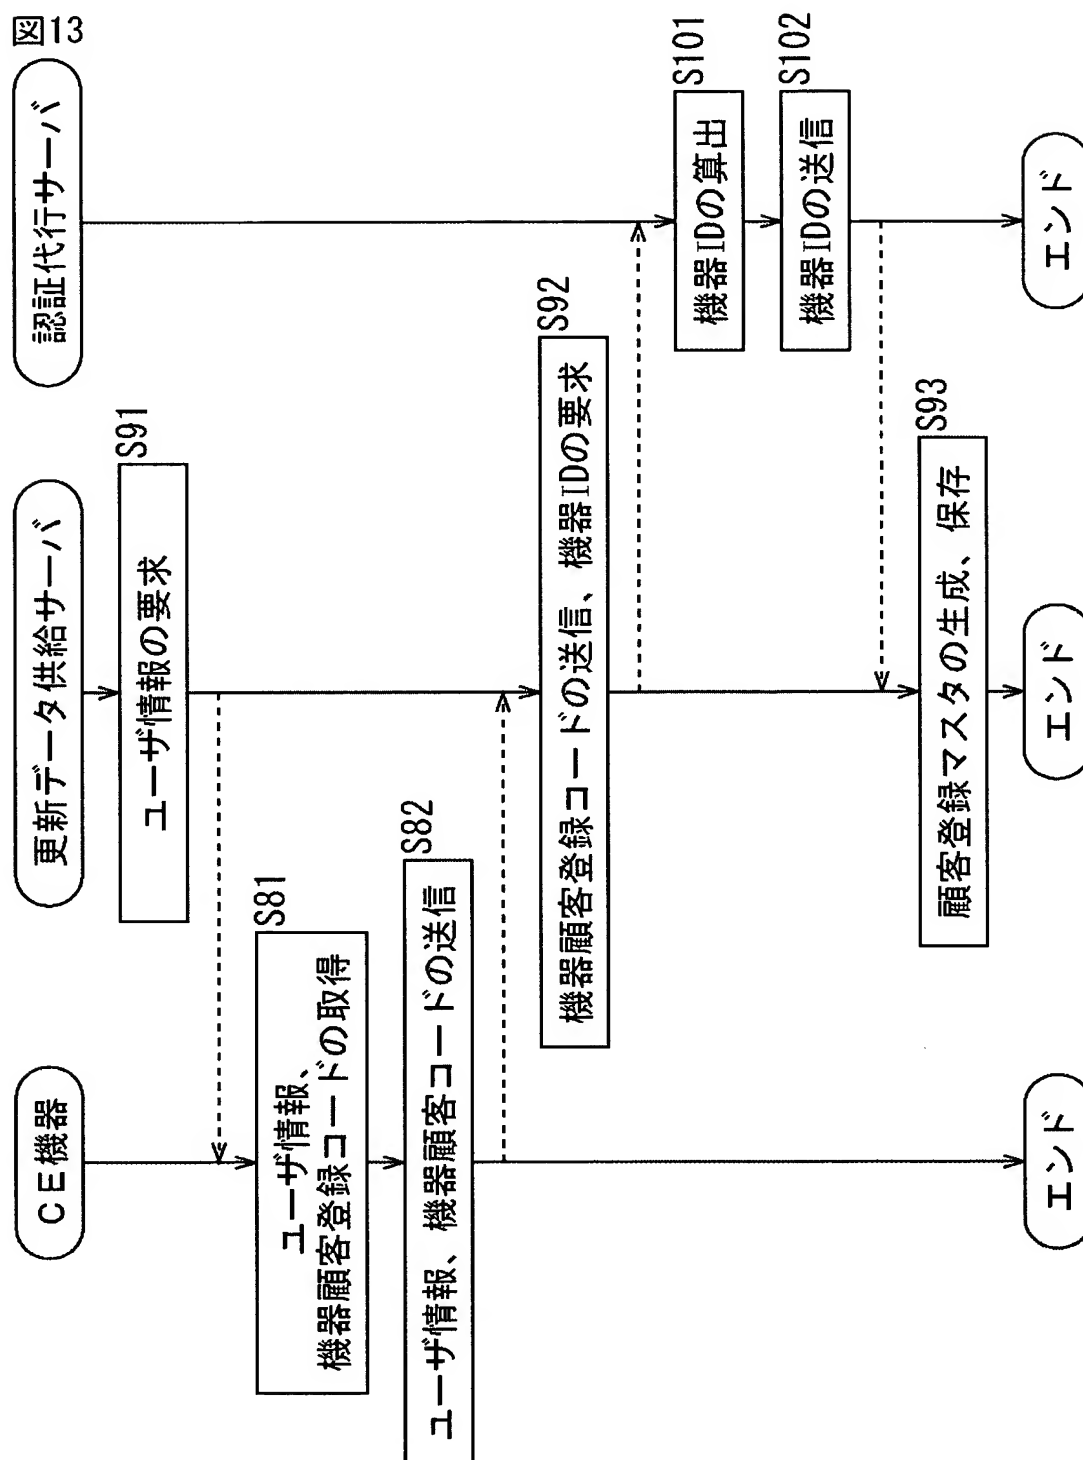 図13
CE機器
更新データ供給サーバ
認証代行サーバ
S91
ユーザ情報の要求
S81
ユーザ情報、
機器顧客登録コードの取得
S82
ユーザ情報、機器顧客コードの送信
S92
機器顧客登録コードの送信、機器IDの要求
S101
機器IDの算出
S102
機器IDの送信
S93
顧客登録マスタの生成、保存
エンド
エンド
エンド